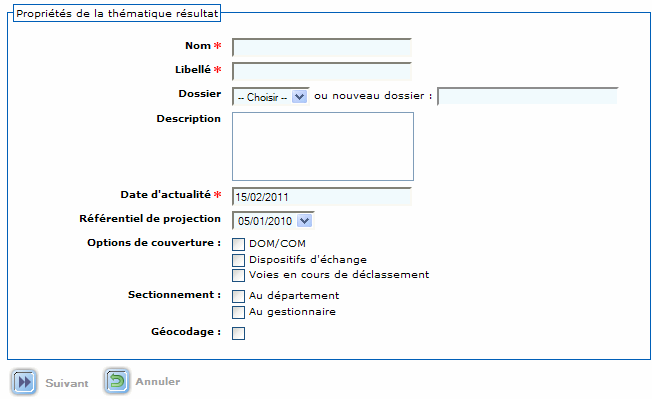 Propriétés de la thématique résultat
Nom *
Libellé *
Dossier -- Choisir -- ou nouveau dossier :
Description
Date d'actualité * 15/02/2011
Référentiel de projection 05/01/2010
Options de couverture : DOM/COM
Dispositifs d'échange
Voies en cours de déclassement
Sectionnement : Au département
Au gestionnaire
Géocodage :
Suivant Annuler